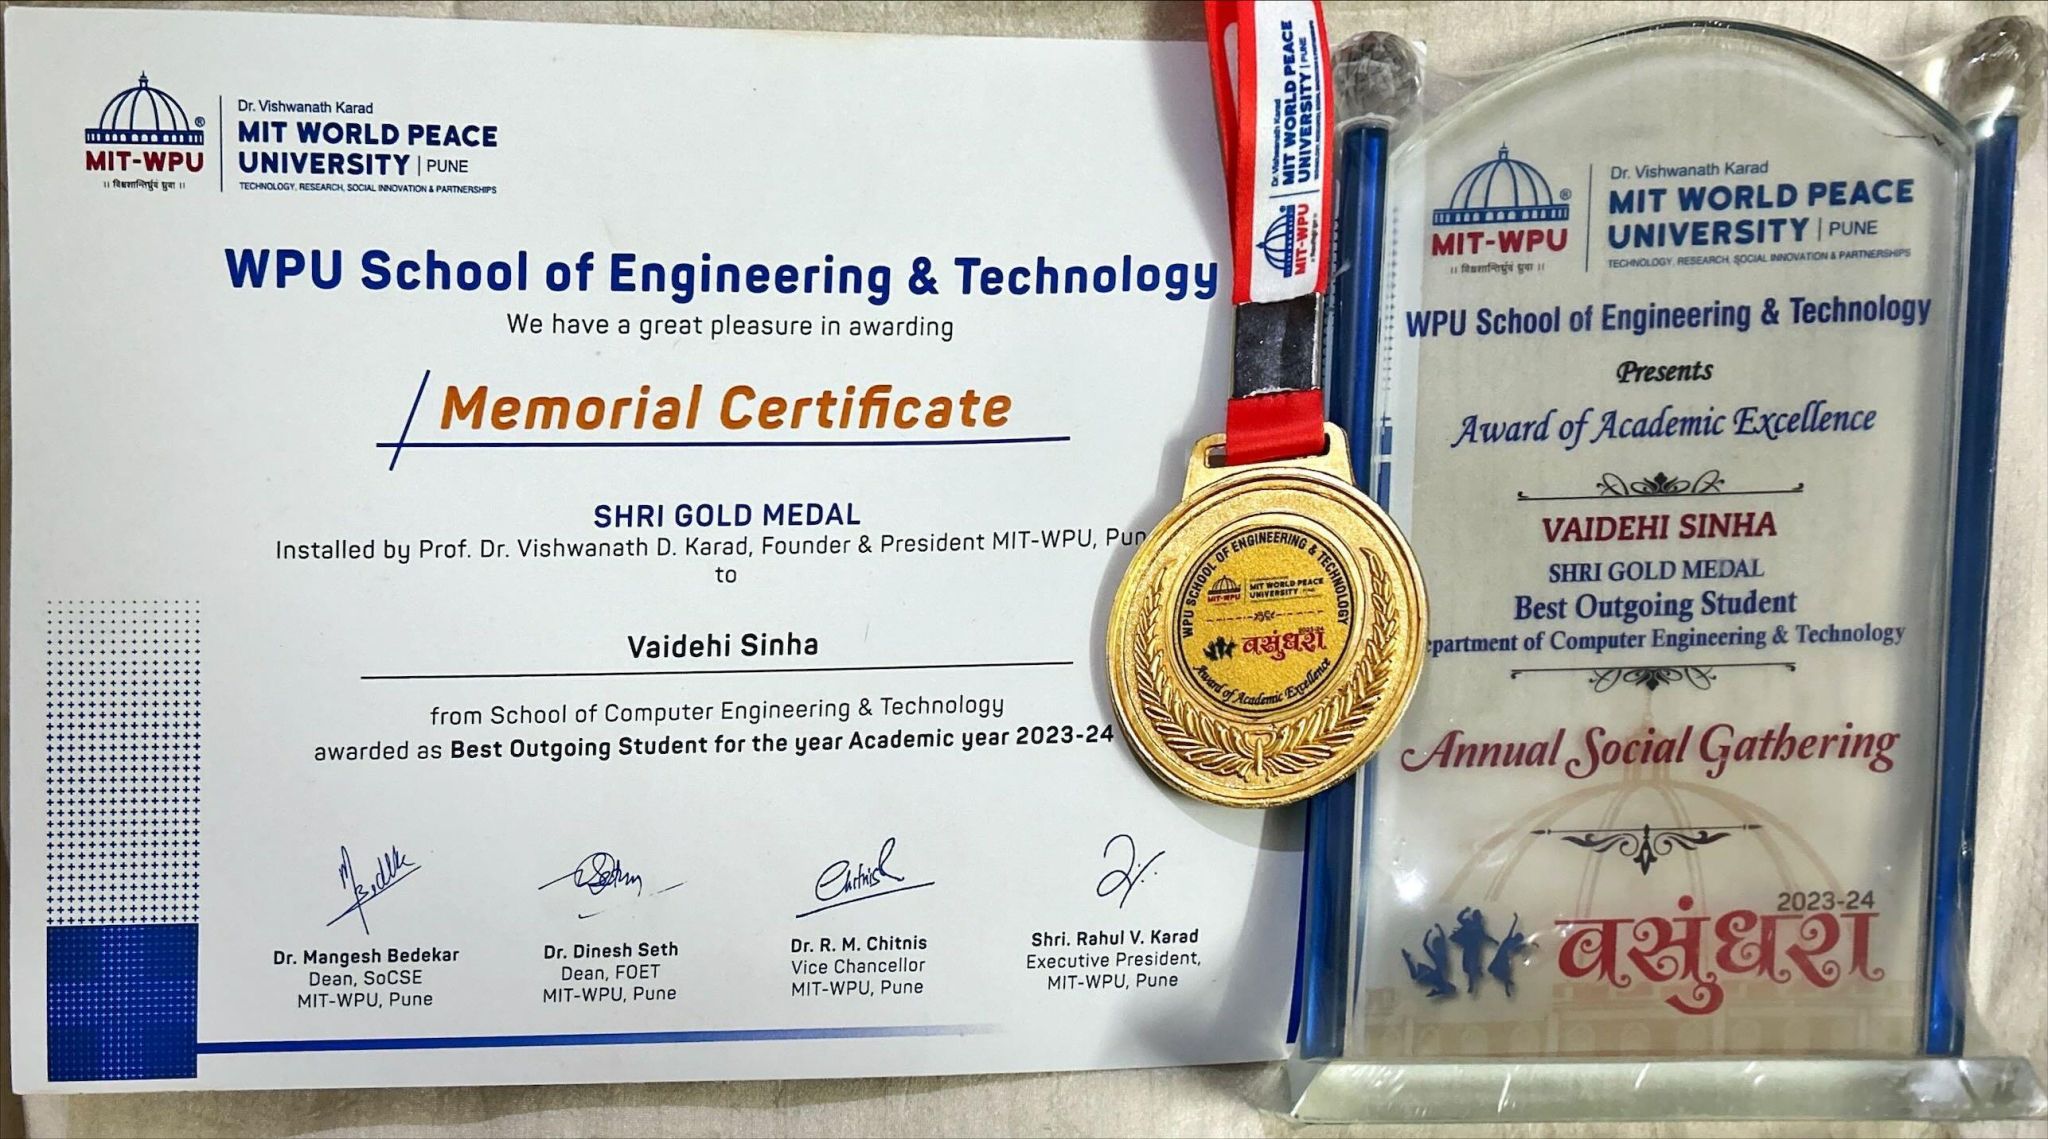 MIT-WPU
॥ विश्वशान्तिर्ध्रुवं ध्रुवा ॥
Dr. Vishwanath Karad
MIT WORLD PEACE
UNIVERSITY | PUNE
TECHNOLOGY, RESEARCH, SOCIAL INNOVATION & PARTNERSHIPS
WPU School of Engineering & Technology
We have a great pleasure in awarding
Memorial Certificate
SHRI GOLD MEDAL
Installed by Prof. Dr. Vishwanath D. Karad, Founder & President MIT-WPU, Pun
to
Vaidehi Sinha
from School of Computer Engineering & Technology
awarded as Best Outgoing Student for the year Academic year 2023-24
Dr. Mangesh Bedekar
Dean, SoCSE
MIT-WPU, Pune
Dr. Dinesh Seth
Dean, FOET
MIT-WPU, Pune
Dr. R. M. Chitnis
Vice Chancellor
MIT-WPU, Pune
Shri. Rahul V. Karad
Executive President,
MIT-WPU, Pune
Dr. Vishwanath Karad
MIT WORLD PEACE
UNIVERSITY | PUNE
MIT-WPU
WPU SCHOOL OF ENGINEERING & TECHNOLOGY
MIT-WPU
MIT WORLD PEACE
UNIVERSITY
2023-24
वसुंधरा
Award of Academic Excellence
MIT-WPU
॥ विश्वशान्तिर्ध्रुवं ध्रुवा ॥
Dr. Vishwanath Karad
MIT WORLD PEACE
UNIVERSITY | PUNE
TECHNOLOGY, RESEARCH, SOCIAL INNOVATION & PARTNERSHIPS
WPU School of Engineering & Technology
Presents
Award of Academic Excellence
VAIDEHI SINHA
SHRI GOLD MEDAL
Best Outgoing Student
epartment of Computer Engineering & Technology
Annual Social Gathering
2023-24
वसुंधरा